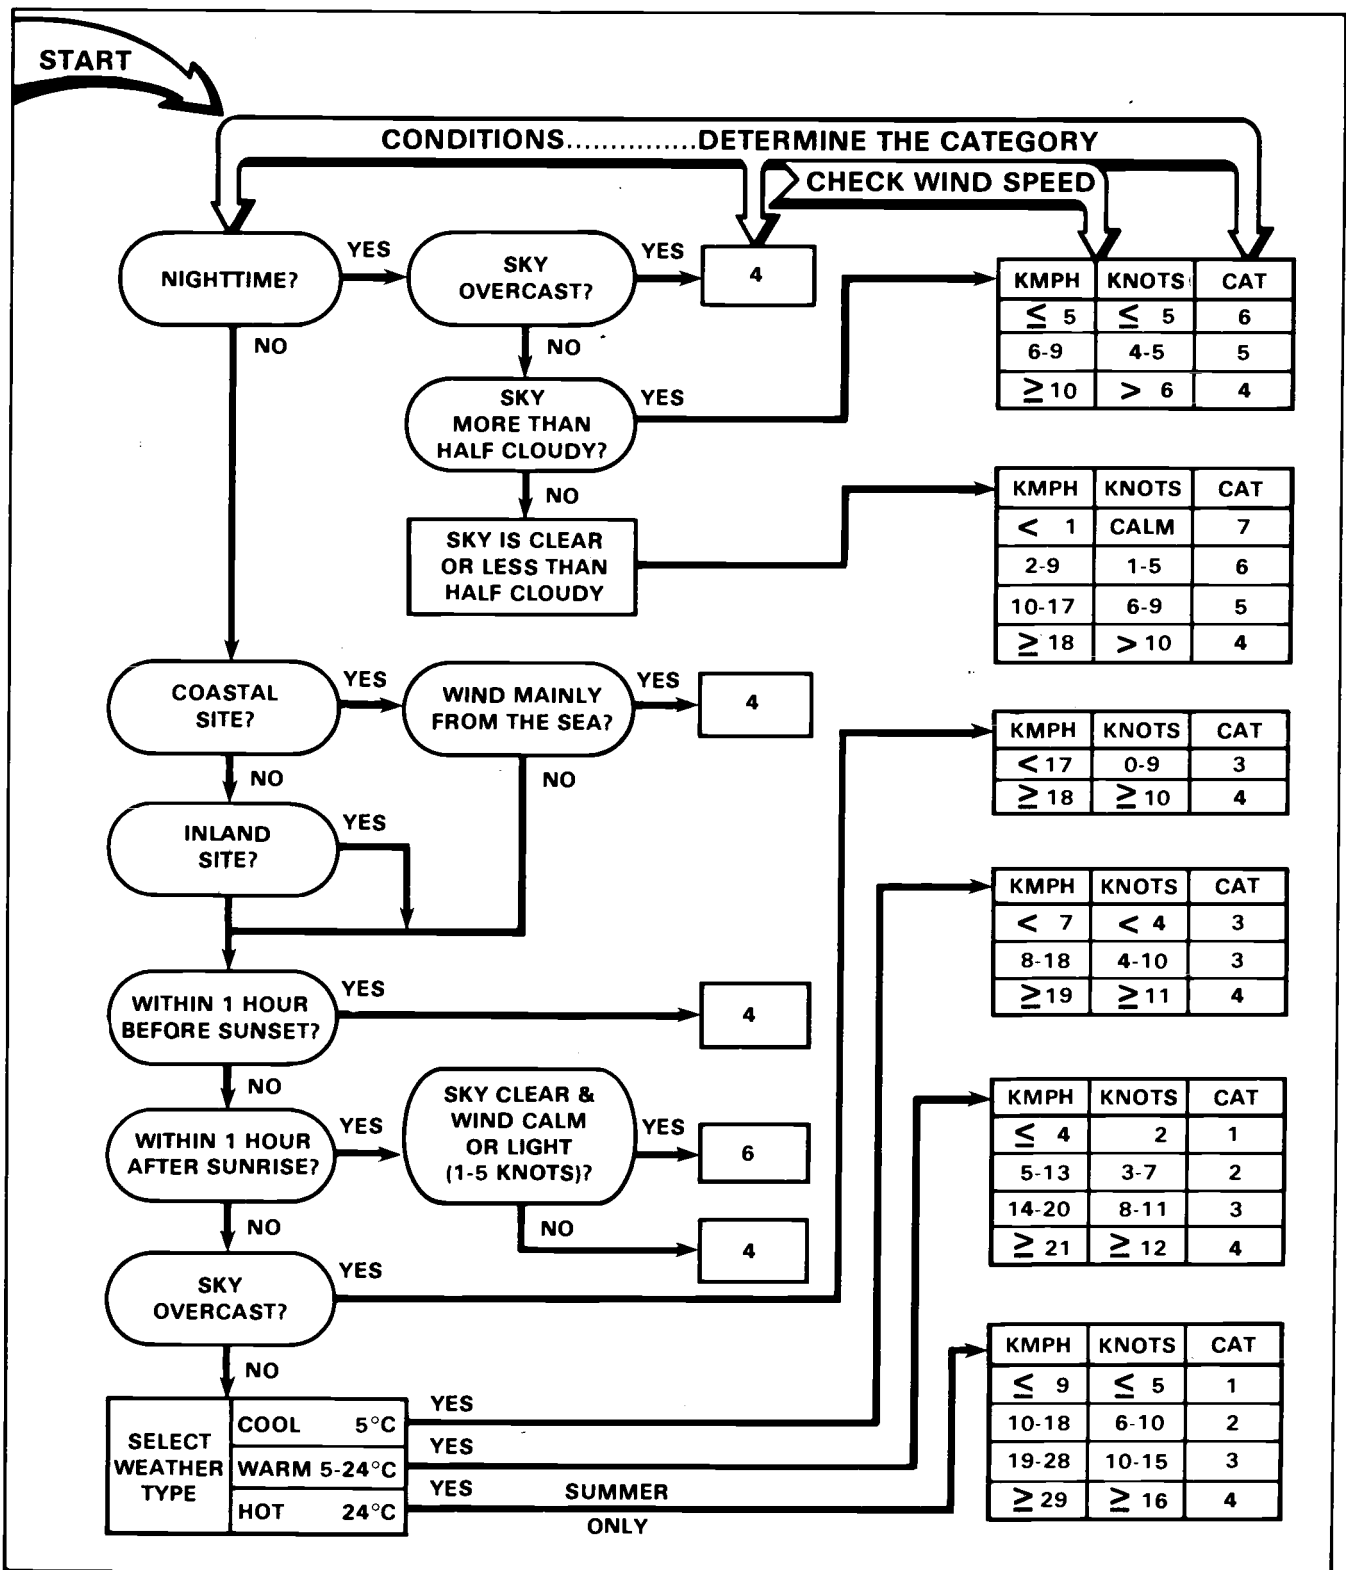 START
CONDITIONS...............DETERMINE THE CATEGORY
CHECK WIND SPEED
NIGHTTIME?
YES
SKY
OVERCAST?
YES
4
NO
NO
SKY
MORE THAN
HALF CLOUDY?
YES
NO
SKY IS CLEAR
OR LESS THAN
HALF CLOUDY
KMPH KNOTS CAT
≤ 5 ≤ 5 6
6-9 4-5 5
≥ 10 > 6 4
KMPH KNOTS CAT
< 1 CALM 7
2-9 1-5 6
10-17 6-9 5
≥ 18 > 10 4
COASTAL
SITE?
YES
WIND MAINLY
FROM THE SEA?
YES
4
NO
NO
INLAND
SITE?
YES
KMPH KNOTS CAT
< 17 0-9 3
≥ 18 ≥ 10 4
KMPH KNOTS CAT
< 7 < 4 3
8-18 4-10 3
≥ 19 ≥ 11 4
WITHIN 1 HOUR
BEFORE SUNSET?
YES
4
NO
WITHIN 1 HOUR
AFTER SUNRISE?
YES
SKY CLEAR &
WIND CALM
OR LIGHT
(1-5 KNOTS)?
YES
6
NO
4
NO
SKY
OVERCAST?
YES
NO
KMPH KNOTS CAT
≤ 4 2 1
5-13 3-7 2
14-20 8-11 3
≥ 21 ≥ 12 4
SELECT
WEATHER
TYPE
COOL 5°C
YES
WARM 5-24°C
YES
HOT 24°C
YES
SUMMER
ONLY
KMPH KNOTS CAT
≤ 9 ≤ 5 1
10-18 6-10 2
19-28 10-15 3
≥ 29 ≥ 16 4